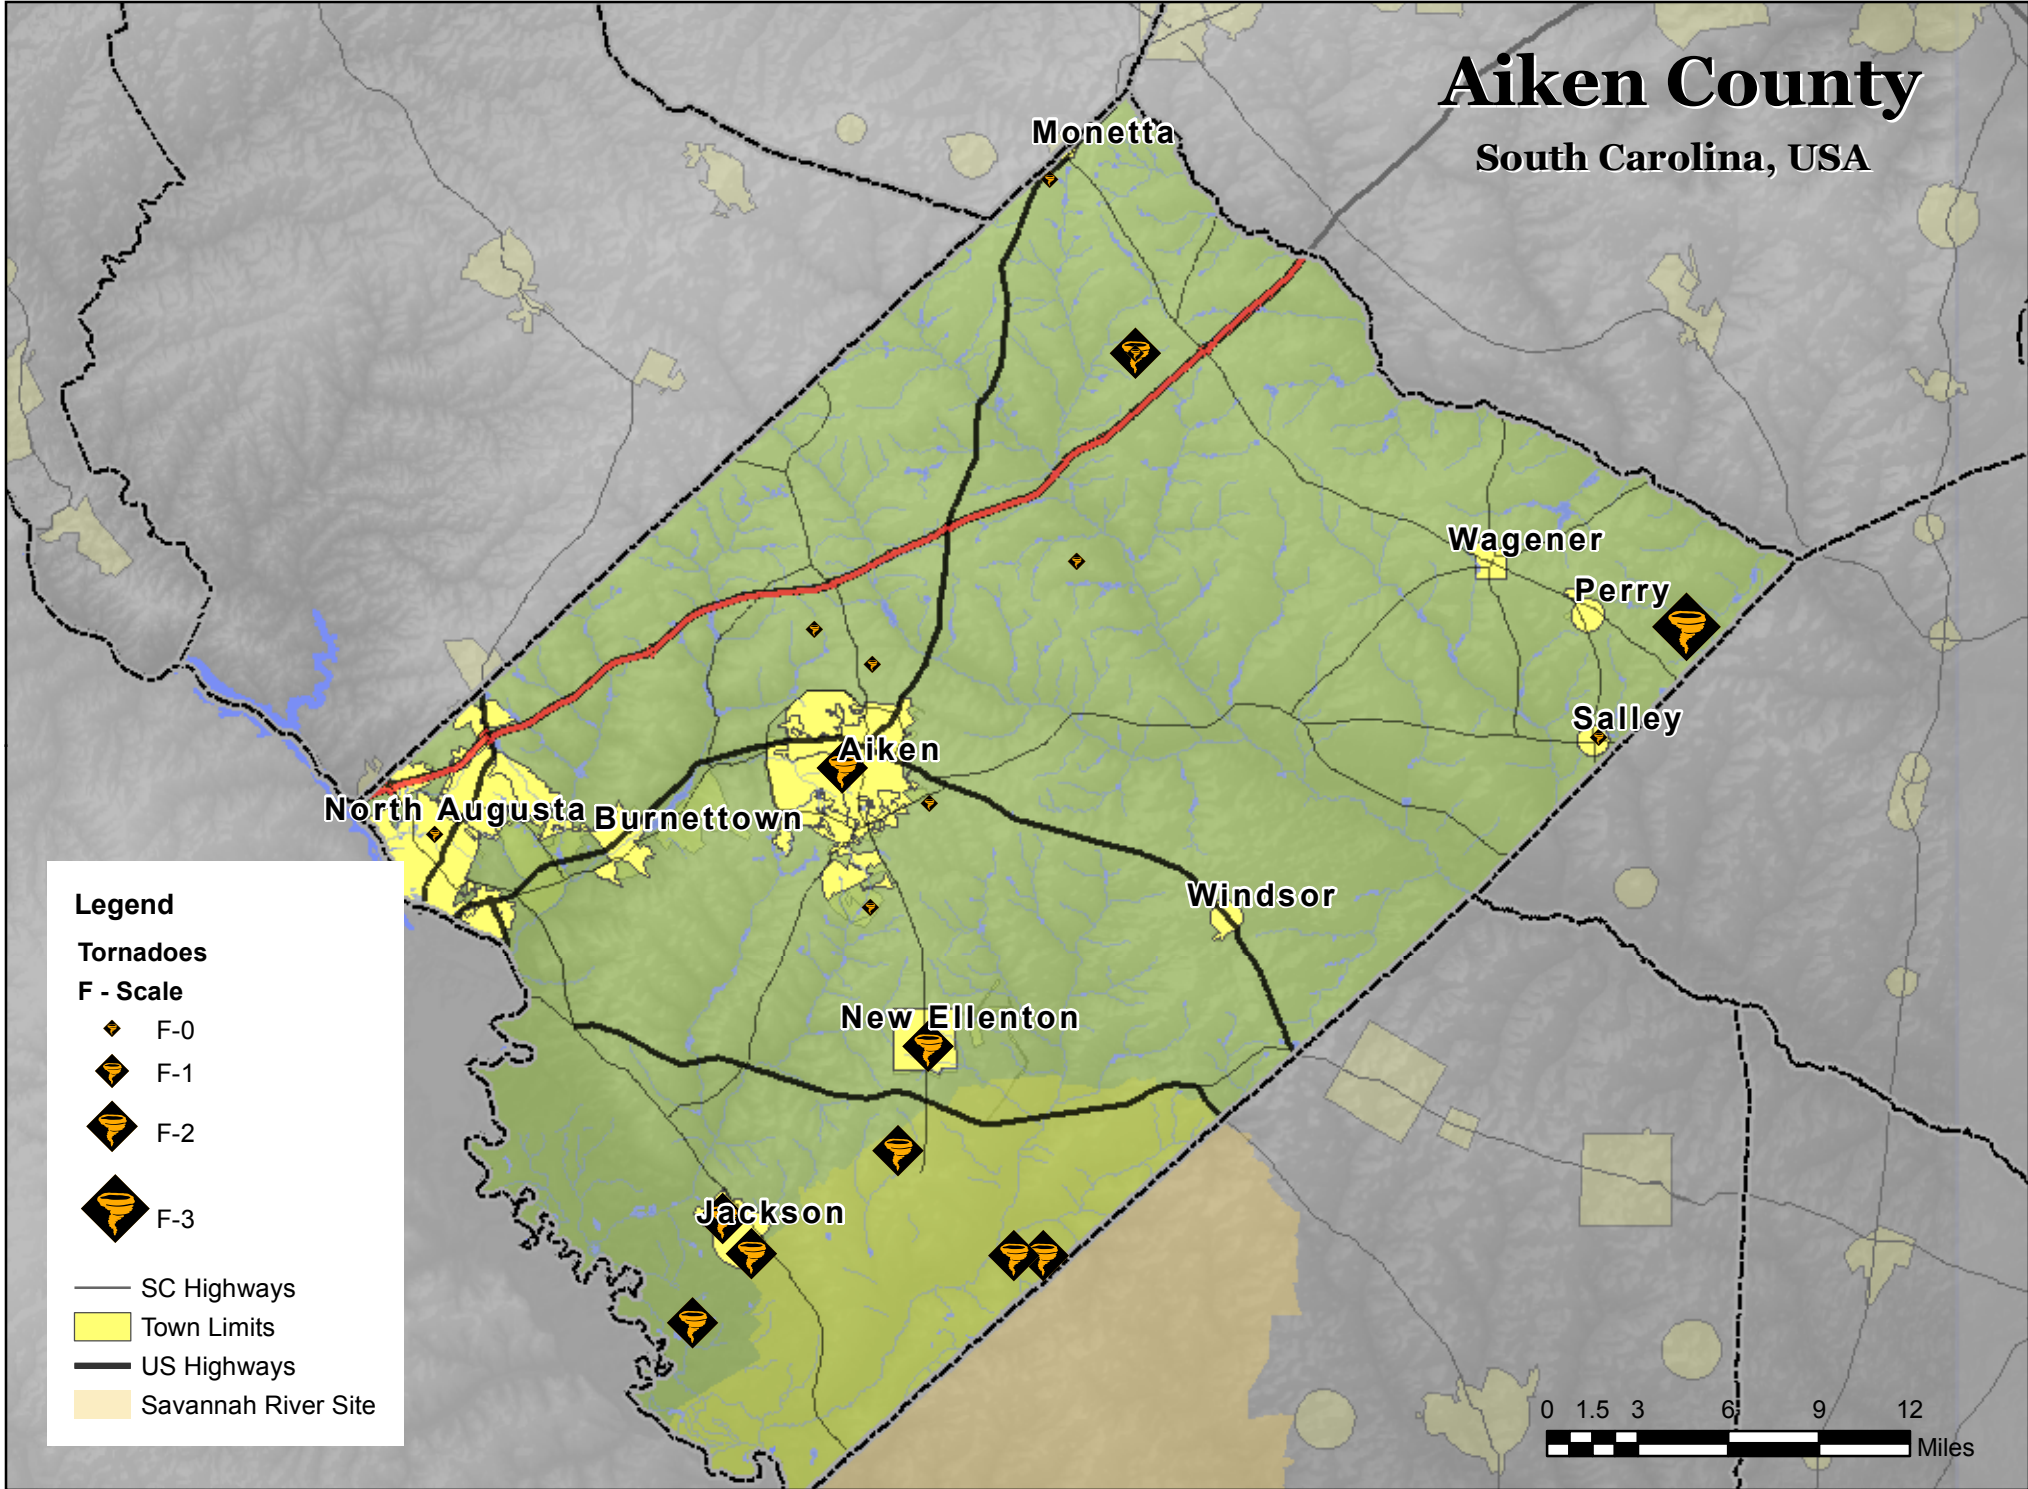 Aiken County
South Carolina, USA
Monetta
Wagener
Perry
Salley
Aiken
North Augusta
Burnettown
Windsor
New Ellenton
Jackson
Legend
Tornadoes
F - Scale
F-0
F-1
F-2
F-3
SC Highways
Town Limits
US Highways
Savannah River Site
0 1.5 3 6 9 12
Miles